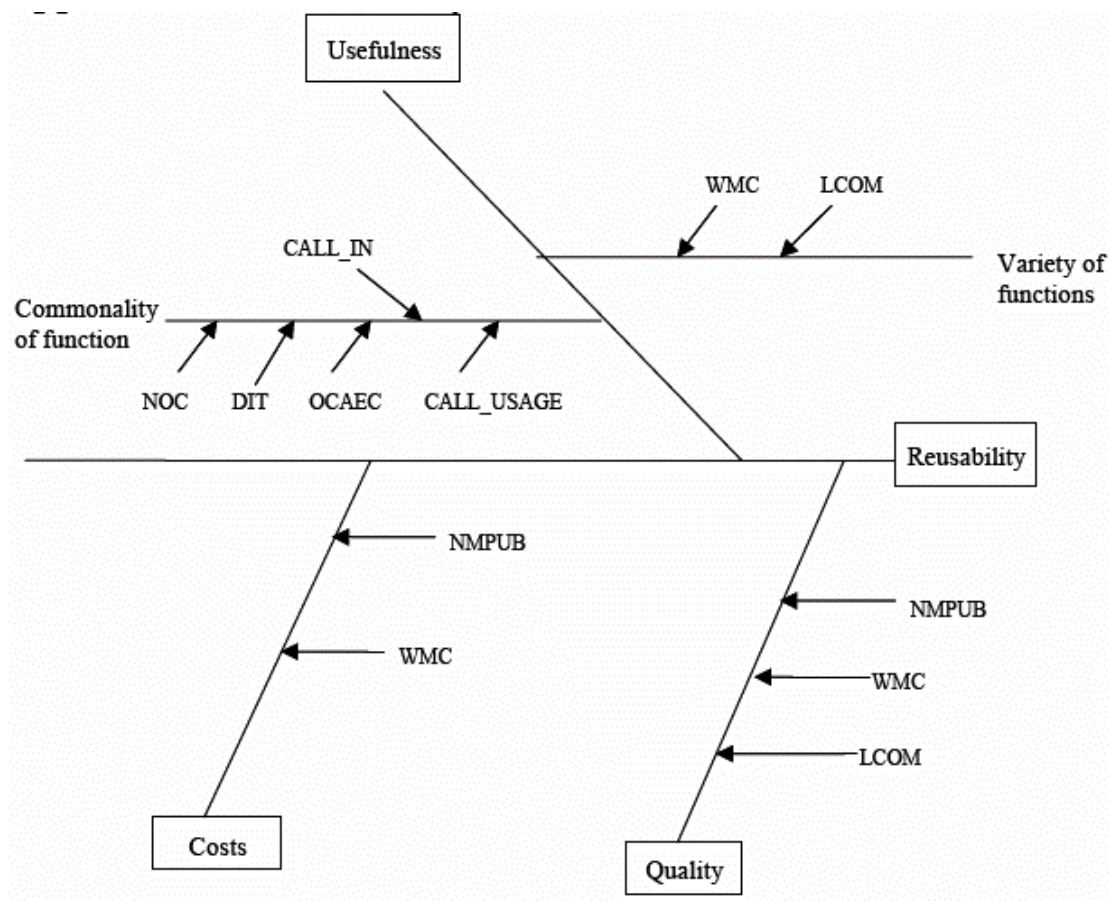 Usefulness
WMC
LCOM
CALL_IN
Variety of
functions
Commonality
of function
NOC
DIT
OCAEC
CALL_USAGE
Reusability
NMPUB
NMPUB
WMC
WMC
LCOM
Costs
Quality